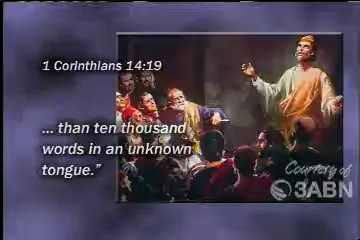 1 Corinthians 14:19
... than ten thousand
words in an unknown
tongue.”
Courtesy of
3ABN